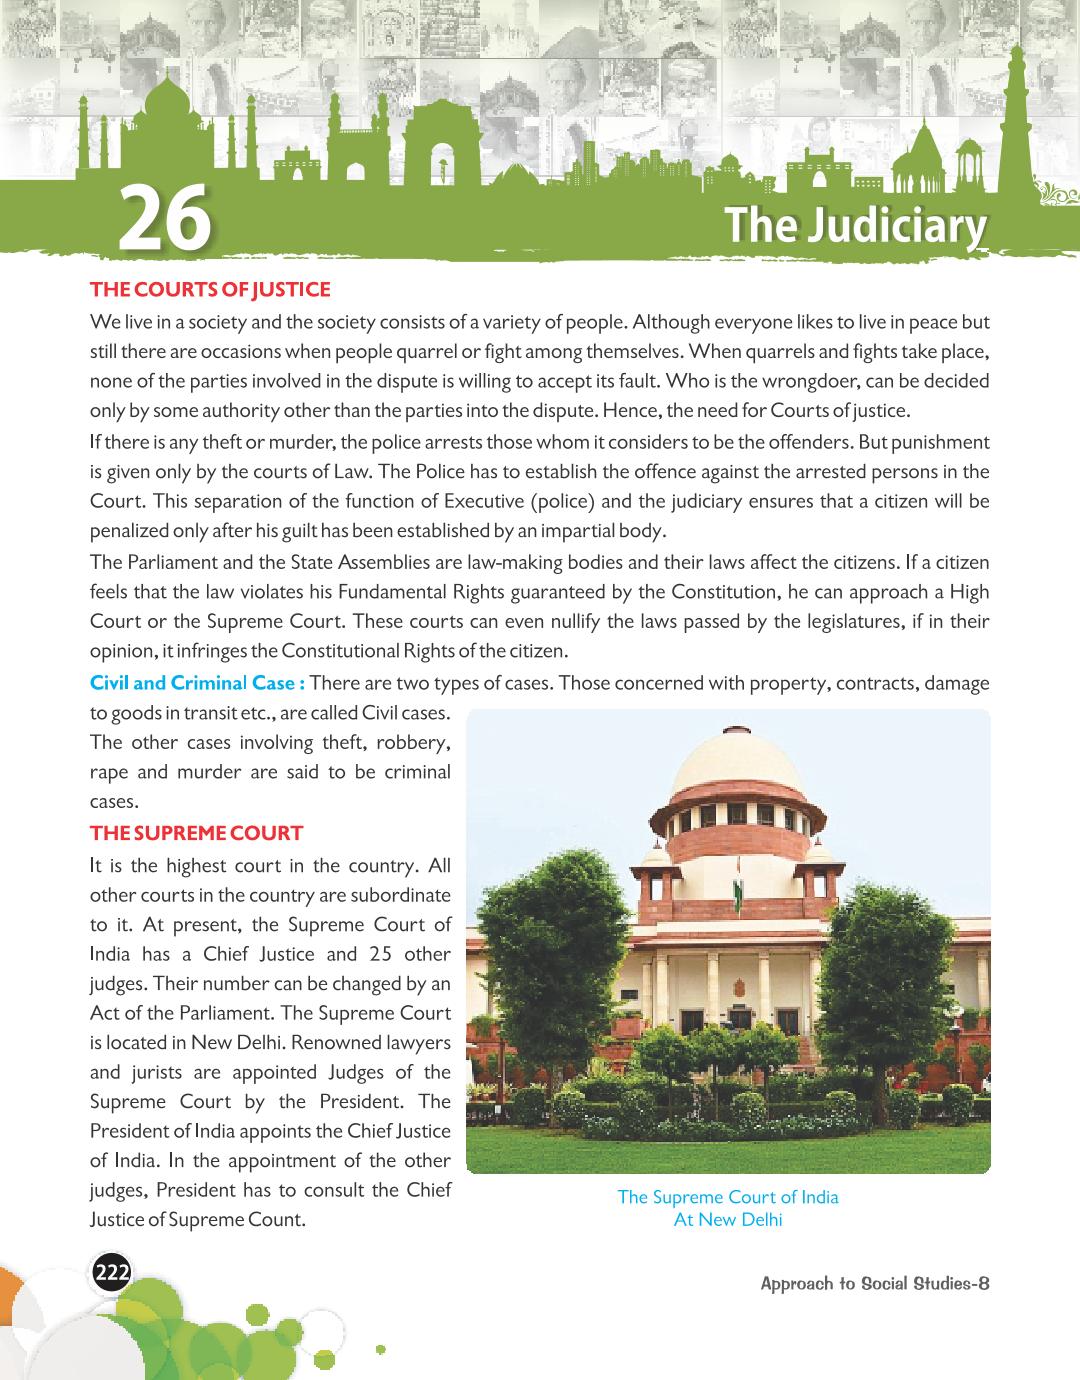 26
The Judiciary
THE COURTS OF JUSTICE
We live in a society and the society consists of a variety of people. Although everyone likes to live in peace but
still there are occasions when people quarrel or fight among themselves. When quarrels and fights take place,
none of the parties involved in the dispute is willing to accept its fault. Who is the wrongdoer, can be decided
only by some authority other than the parties into the dispute. Hence, the need for Courts of justice.
If there is any theft or murder, the police arrests those whom it considers to be the offenders. But punishment
is given only by the courts of Law. The Police has to establish the offence against the arrested persons in the
Court. This separation of the function of Executive (police) and the judiciary ensures that a citizen will be
penalized only after his guilt has been established by an impartial body.
The Parliament and the State Assemblies are law-making bodies and their laws affect the citizens. If a citizen
feels that the law violates his Fundamental Rights guaranteed by the Constitution, he can approach a High
Court or the Supreme Court. These courts can even nullify the laws passed by the legislatures, if in their
opinion, it infringes the Constitutional Rights of the citizen.
Civil and Criminal Case : There are two types of cases. Those concerned with property, contracts, damage
to goods in transit etc., are called Civil cases.
The other cases involving theft, robbery,
rape and murder are said to be criminal
cases.
THE SUPREME COURT
It is the highest court in the country. All
other courts in the country are subordinate
to it. At present, the Supreme Court of
India has a Chief Justice and 25 other
judges. Their number can be changed by an
Act of the Parliament. The Supreme Court
is located in New Delhi. Renowned lawyers
and jurists are appointed Judges of the
Supreme Court by the President. The
President of India appoints the Chief Justice
of India. In the appointment of the other
judges, President has to consult the Chief
Justice of Supreme Count.
The Supreme Court of India
At New Delhi
222
Approach to Social Studies-8